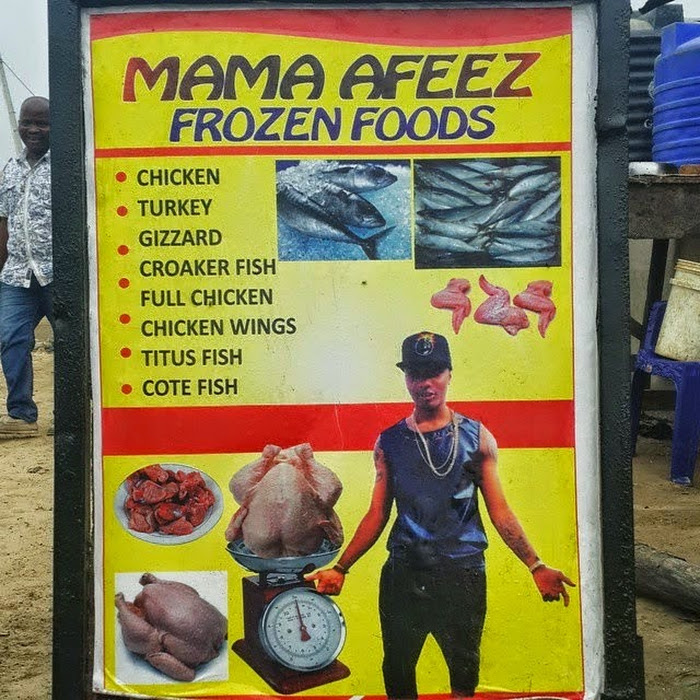 MAMA AFEEZ
FROZEN FOODS
CHICKEN
TURKEY
GIZZARD
CROAKER FISH
FULL CHICKEN
CHICKEN WINGS
TITUS FISH
COTE FISH